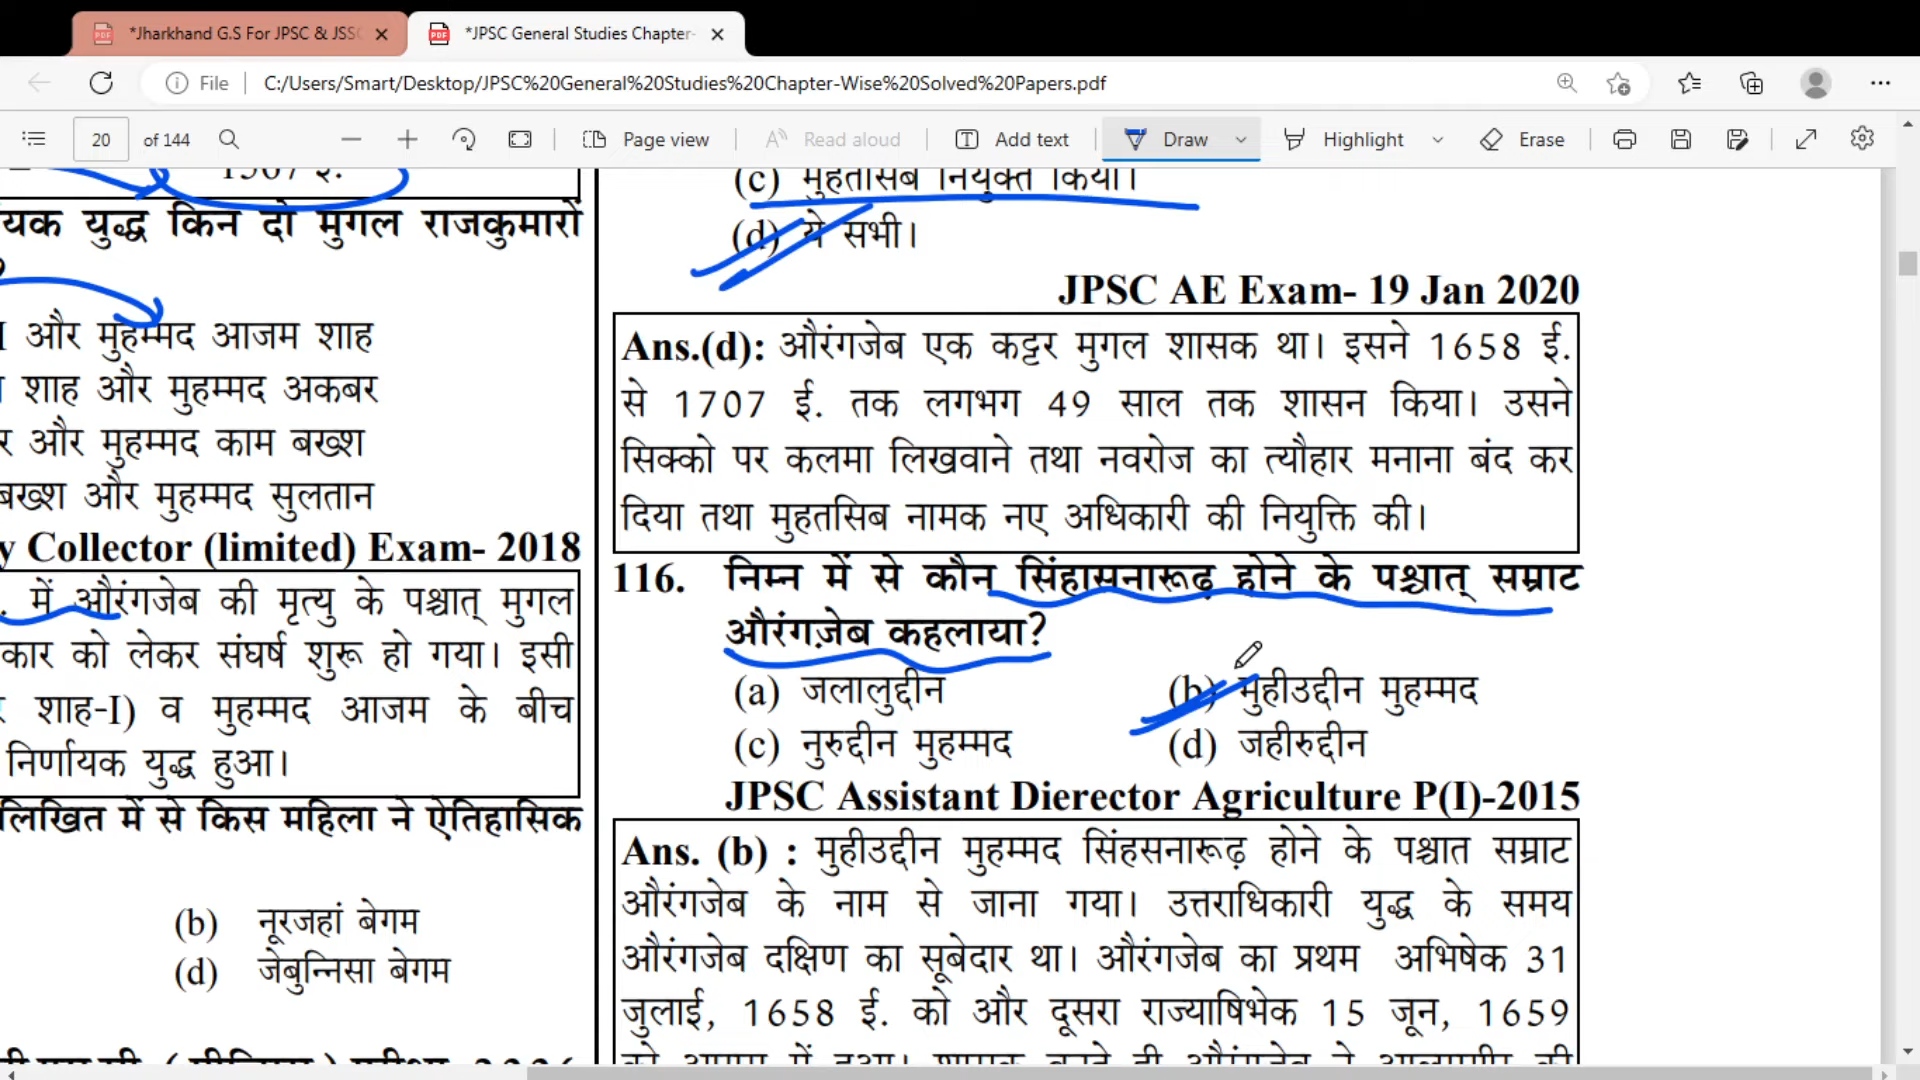 *Jharkhand G.S For JPSC & JSSC
*JPSC General Studies Chapter-
File
C:/Users/Smart/Desktop/JPSC%20General%20Studies%20Chapter-Wise%20Solved%20Papers.pdf
20 of 144
Page view
Read aloud
Add text
Draw
Highlight
Erase
1567 ई.
युद्ध किन दो मुगल राजकुमारों
और मुहम्मद आजम शाह
शाह और मुहम्मद अकबर
और मुहम्मद काम बख्श
और मुहम्मद सुलतान
Collector (limited) Exam- 2018
में औरंगजेब की मृत्यु के पश्चात् मुगल
को लेकर संघर्ष शुरू हो गया। इसी
शाह-I) व मुहम्मद आजम के बीच
निर्णायक युद्ध हुआ।
में से किस महिला ने ऐतिहासिक
(b) नूरजहां बेगम
(d) जेबुन्निसा बेगम
(c) मुहतसिब नियुक्त किया।
(d) ये सभी।
JPSC AE Exam- 19 Jan 2020
Ans.(d): औरंगजेब एक कट्टर मुगल शासक था। इसने 1658 ई.
से 1707 ई. तक लगभग 49 साल तक शासन किया। उसने
सिक्को पर कलमा लिखवाने तथा नवरोज का त्यौहार मनाना बंद कर
दिया तथा मुहतसिब नामक नए अधिकारी की नियुक्ति की।
116. निम्न में से कौन सिंहासनारूढ़ होने के पश्चात् सम्राट
औरंगज़ेब कहलाया?
(a) जलालुद्दीन (b) मुहीउद्दीन मुहम्मद
(c) नुरुद्दीन मुहम्मद (d) जहीरुद्दीन
JPSC Assistant Dierector Agriculture P(I)-2015
Ans. (b) : मुहीउद्दीन मुहम्मद सिंहसनारूढ़ होने के पश्चात सम्राट
औरंगजेब के नाम से जाना गया। उत्तराधिकारी युद्ध के समय
औरंगजेब दक्षिण का सूबेदार था। औरंगजेब का प्रथम अभिषेक 31
जुलाई, 1658 ई. को और दूसरा राज्याषिभेक 15 जून, 1659